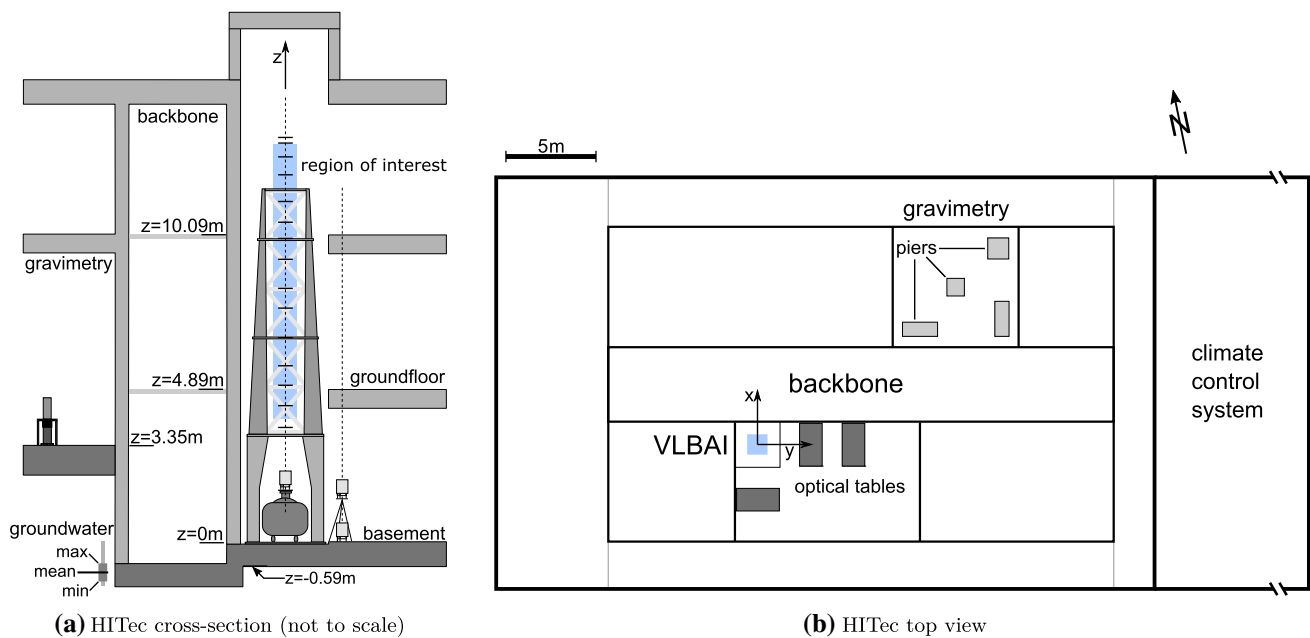 backbone
z
region of interest
z=10.09m
gravimetry
z=4.89m
groundfloor
z=3.35m
groundwater
z=0m
basement
max
mean
min
z=-0.59m
(a) HITec cross-section (not to scale)
5m
N
gravimetry
piers
backbone
climate
control
system
x
VLBAI
y
optical tables
(b) HITec top view